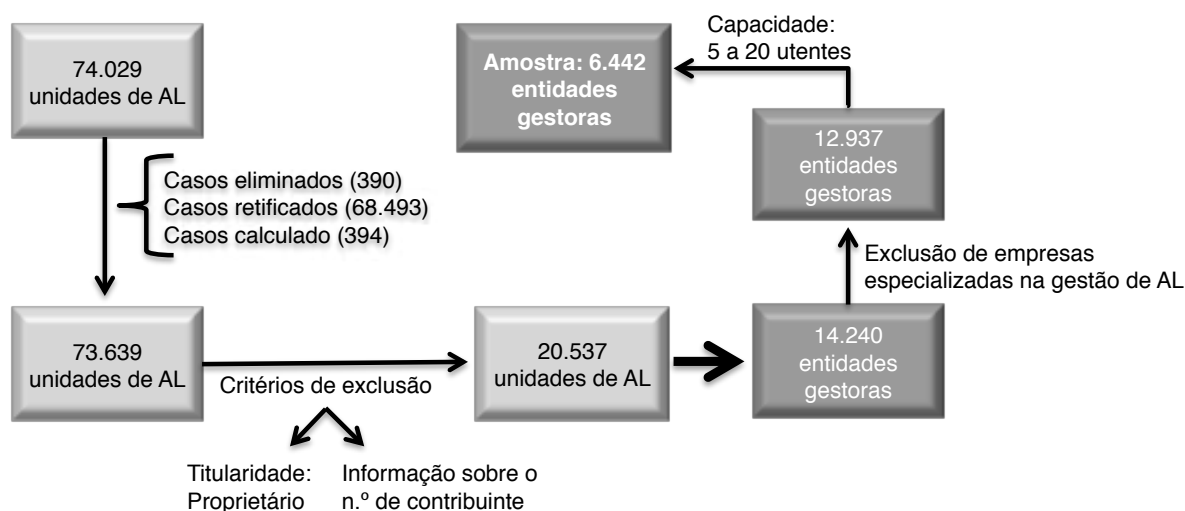 74.029
unidades de AL
Casos eliminados (390)
Casos retificados (68.493)
Casos calculado (394)
73.639
unidades de AL
Critérios de exclusão
Titularidade:
Proprietário
Informação sobre o
n.º de contribuinte
20.537
unidades de AL
14.240
entidades
gestoras
Exclusão de empresas
especializadas na gestão de AL
12.937
entidades
gestoras
Capacidade:
5 a 20 utentes
Amostra: 6.442
entidades
gestoras